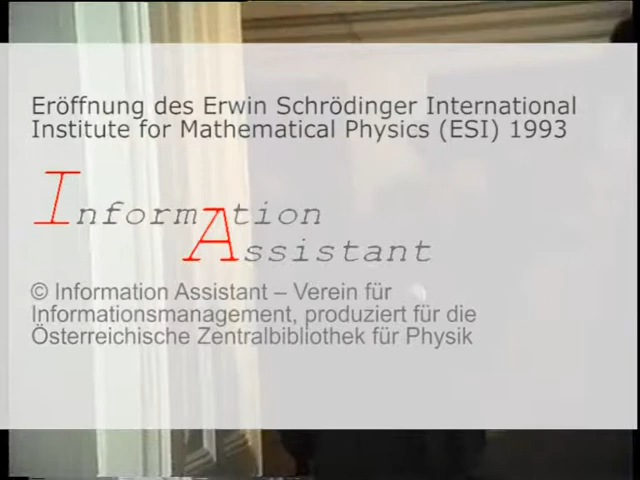 Eröffnung des Erwin Schrödinger International
Institute for Mathematical Physics (ESI) 1993
Information
Assistant
© Information Assistant – Verein für
Informationsmanagement, produziert für die
Österreichische Zentralbibliothek für Physik